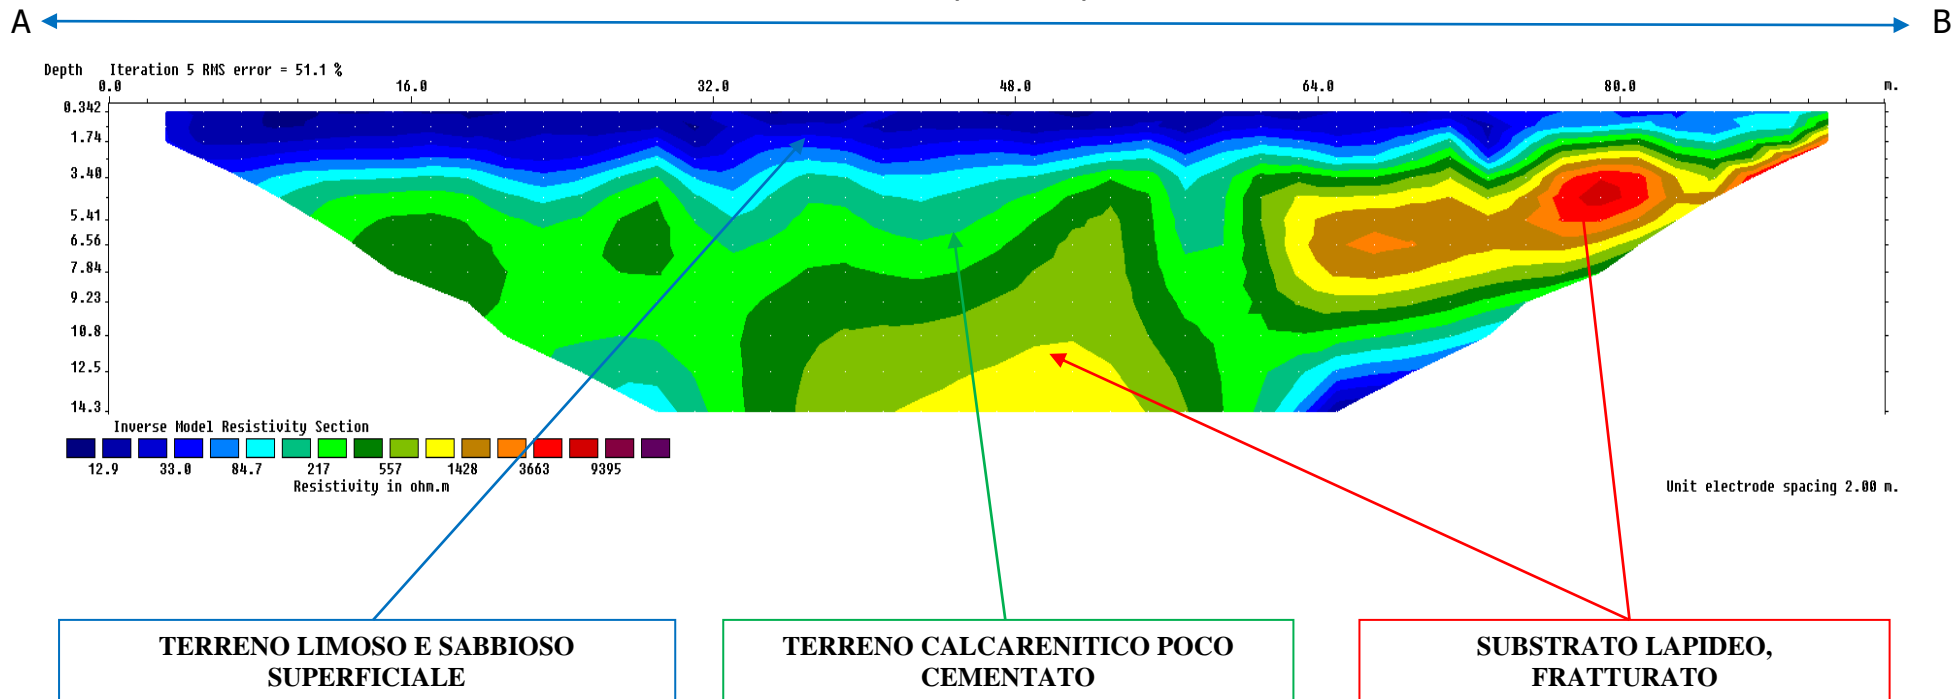 A B
Depth Iteration 5 RMS error = 51.1 %
0.0 16.0 32.0 48.0 64.0 80.0 m.
0.342
1.74
3.40
5.41
6.56
7.84
9.23
10.8
12.5
14.3
Inverse Model Resistivity Section
12.9 33.0 84.7 217 557 1428 3663 9395
Resistivity in ohm.m
Unit electrode spacing 2.00 m.
TERRENO LIMOSO E SABBIOSO
SUPERFICIALE
TERRENO CALCARENITICO POCO
CEMENTATO
SUBSTRATO LAPIDEO,
FRATTURATO